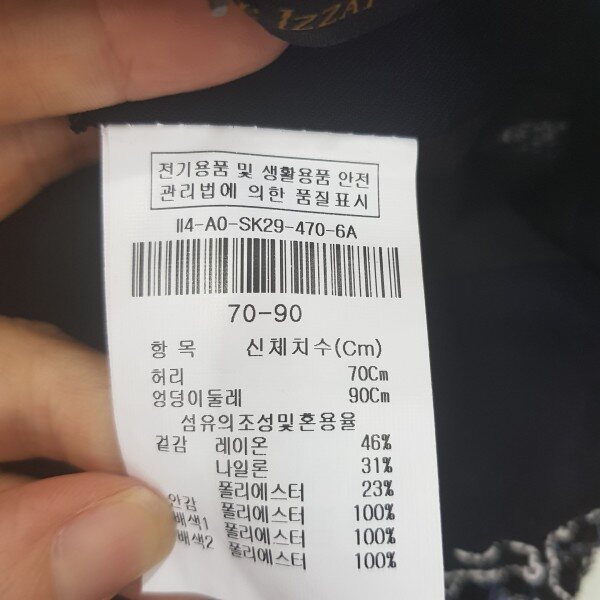 IZZAT
전기용품 및 생활용품 안전
관리법에 의한 품질표시
II4-A0-SK29-470-6A
70-90
항 목 신체치수(Cm)
허리 70Cm
엉덩이둘레 90Cm
섬유의조성및혼용율
겉감 레이온 46%
나일론 31%
폴리에스터 23%
안감 폴리에스터 100%
배색1 폴리에스터 100%
배색2 폴리에스터 100%